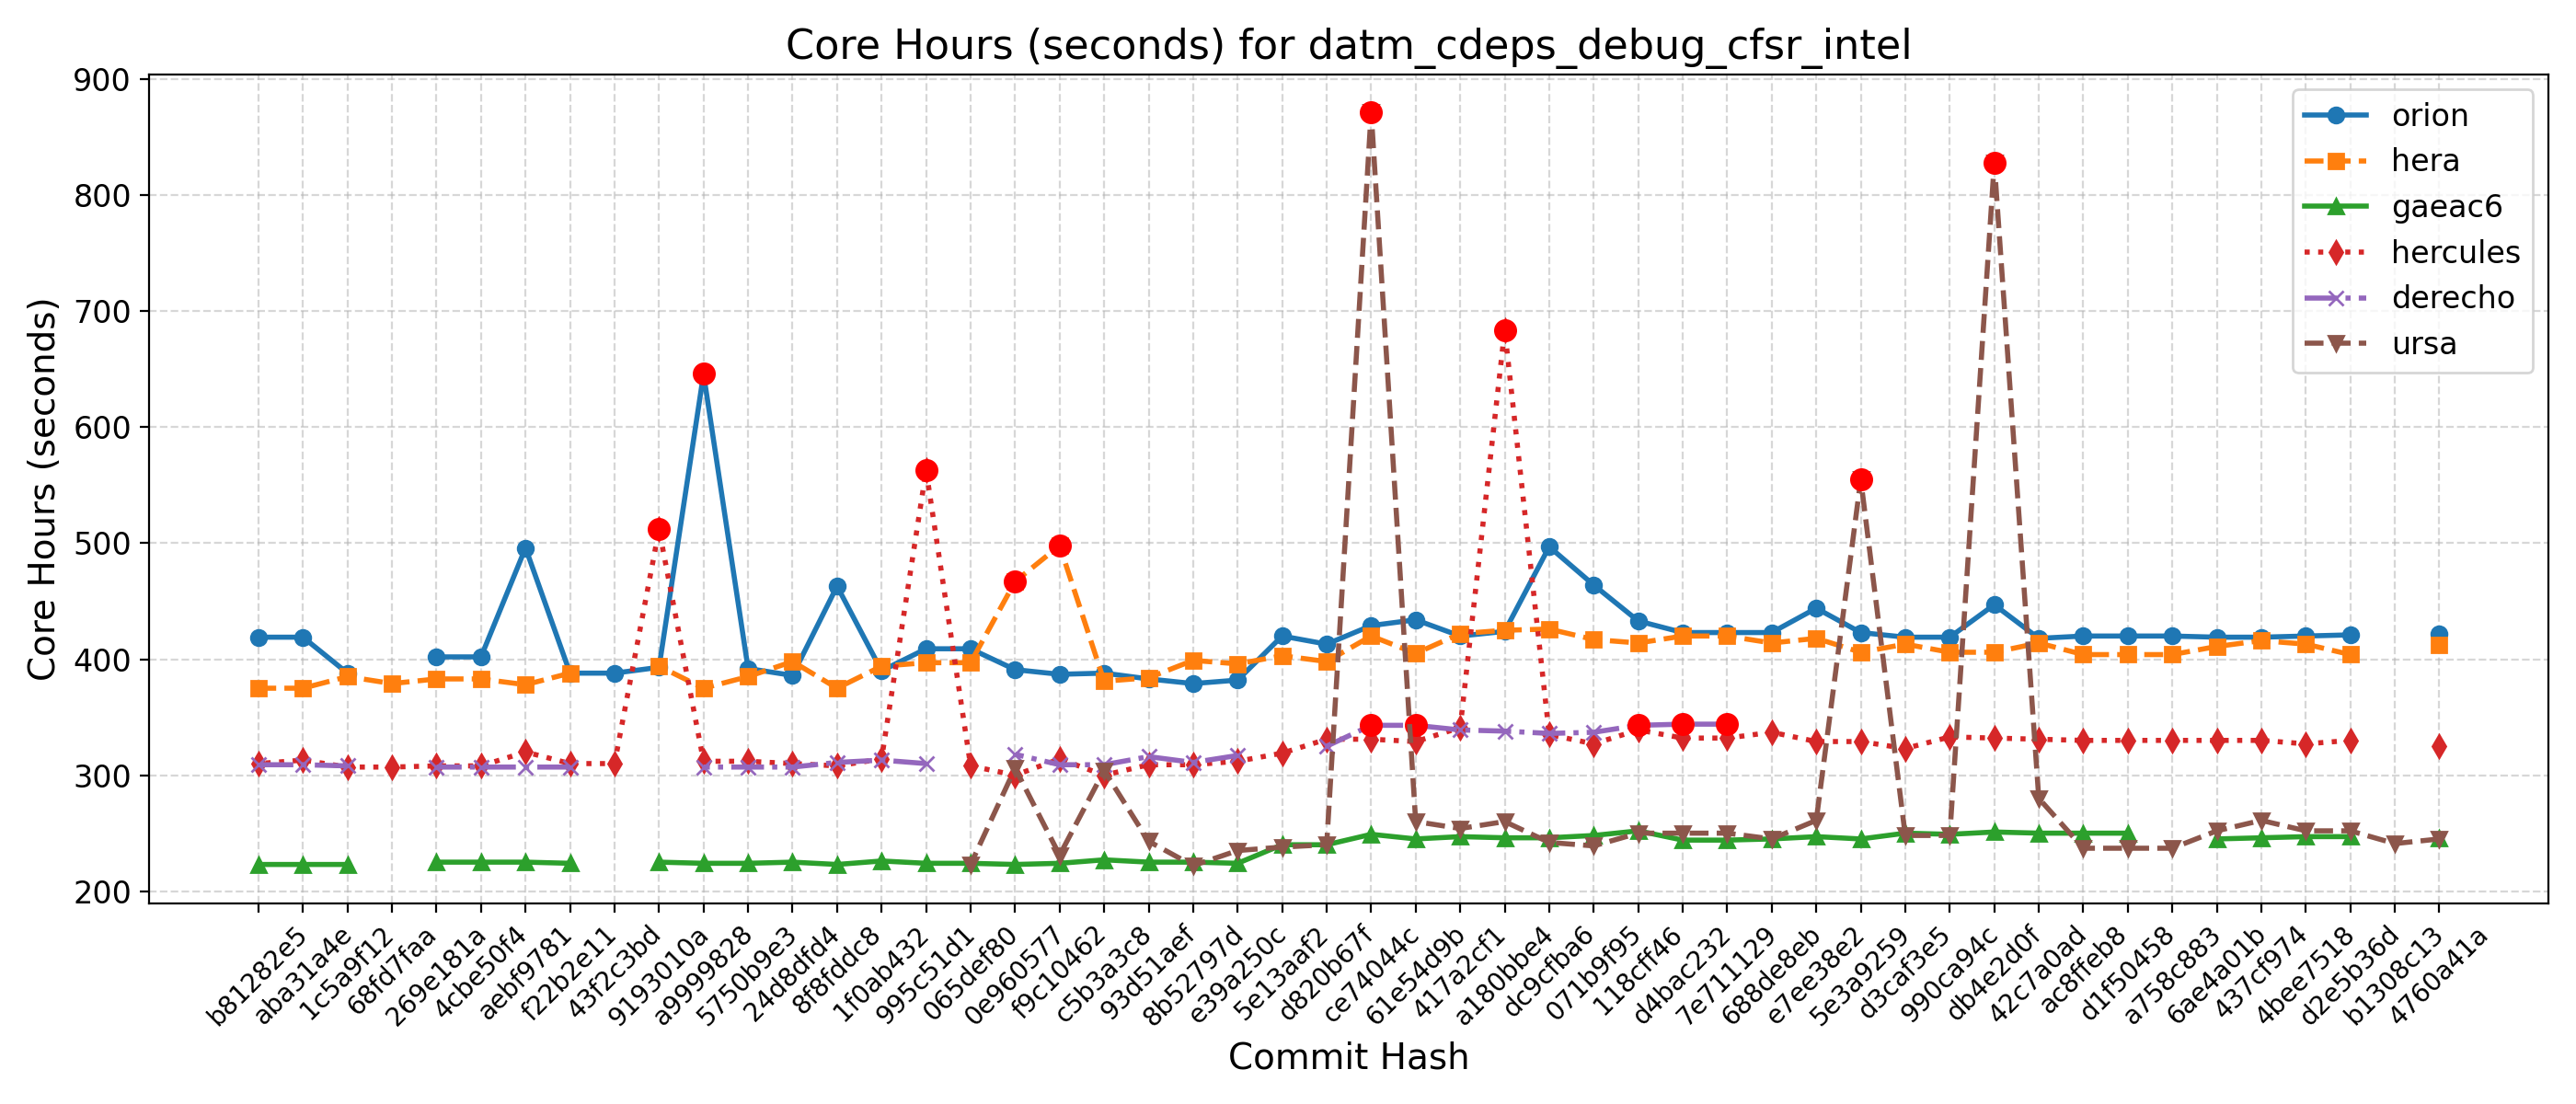 Core Hours (seconds) for datm_cdeps_debug_cfsr_intel
Core Hours (seconds)
900
800
700
600
500
400
300
200
orion
hera
gaeac6
hercules
derecho
ursa
b81282e5
aba31a4e
1c5a9f12
68fd7faa
269e181a
4cbe50f4
aebf9781
f22b2e11
43f2c3bd
9193010a
a9999828
5750b9e3
24d8dfd4
8f8fddc8
1f0ab432
995c51d1
065def80
0e960577
f9c10462
c5b3a3c8
93d51aef
8b52797d
e39a250c
5e13aaf2
d820b67f
ce74044c
61e54d9b
417a2cf1
a180bbe4
dc9cfba6
071b9f95
118cff46
d4bac232
7e711129
688de8eb
e7ee38e2
5e3a9259
d3caf3e5
990ca94c
db4e2d0f
42c7a0ad
ac8ffeb8
d1f50458
a758c883
6ae4a01b
437cf974
4bee7518
d2e5b36d
b1308c13
4760a41a
Commit Hash